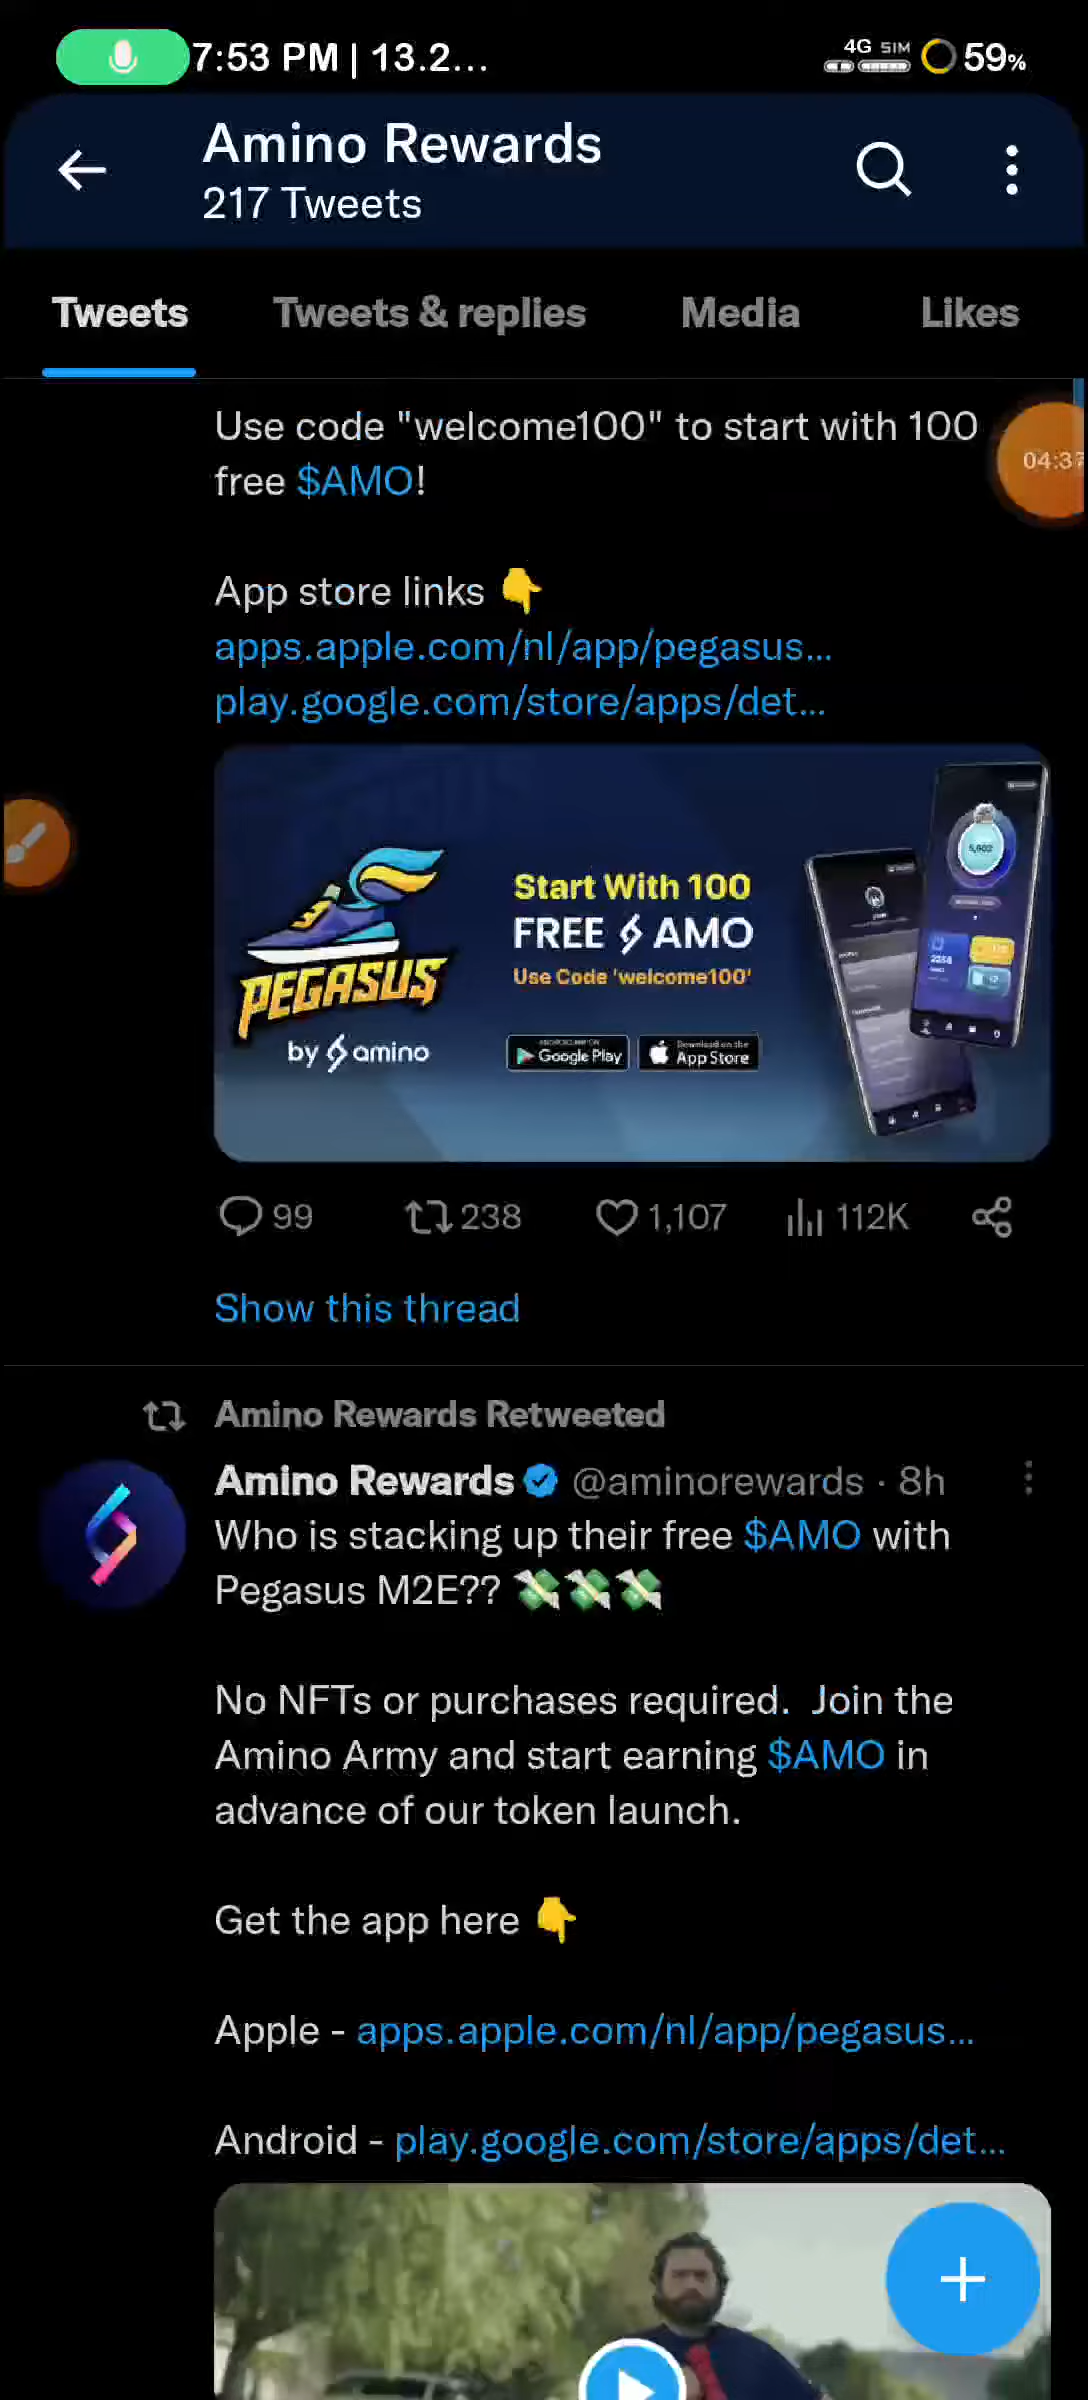 7:53 PM | 13.2...
4G SIM
59%
Amino Rewards
217 Tweets
Tweets
Tweets & replies
Media
Likes
Use code "welcome100" to start with 100
free $AMO!
04:37
App store links 👇
apps.apple.com/nl/app/pegasus...
play.google.com/store/apps/det...
PEGASUS
by amino
Start With 100
FREE AMO
Use Code 'welcome100'
Google Play
Download on the
App Store
5,602
2258
99
238
1,107
112K
Show this thread
Amino Rewards Retweeted
Amino Rewards @aminorewards · 8h
Who is stacking up their free $AMO with
Pegasus M2E?? 💸💸💸
No NFTs or purchases required.  Join the
Amino Army and start earning $AMO in
advance of our token launch.
Get the app here 👇
Apple - apps.apple.com/nl/app/pegasus...
Android - play.google.com/store/apps/det...